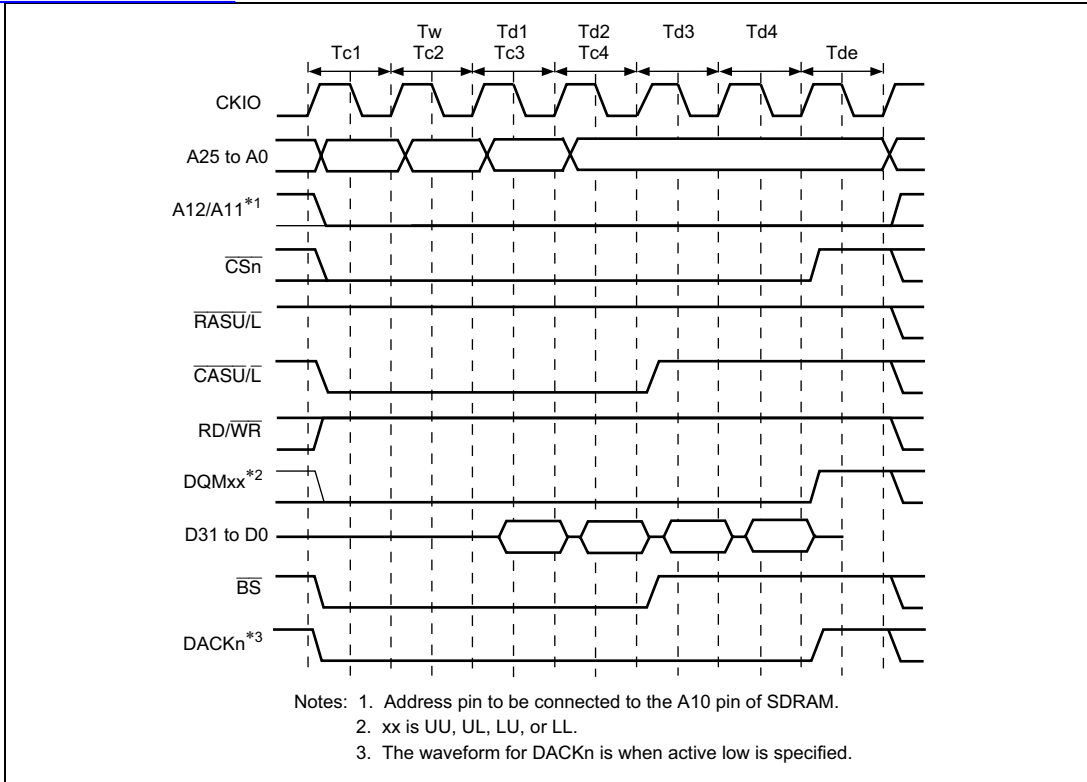 Tw Td1 Td2 Td3 Td4
Tc1 Tc2 Tc3 Tc4 Tde
CKIO
A25 to A0
A12/A11*1
CSn
RASU/L
CASU/L
RD/WR
DQMxx*2
D31 to D0
BS
DACKn*3
Notes: 1. Address pin to be connected to the A10 pin of SDRAM.
2. xx is UU, UL, LU, or LL.
3. The waveform for DACKn is when active low is specified.